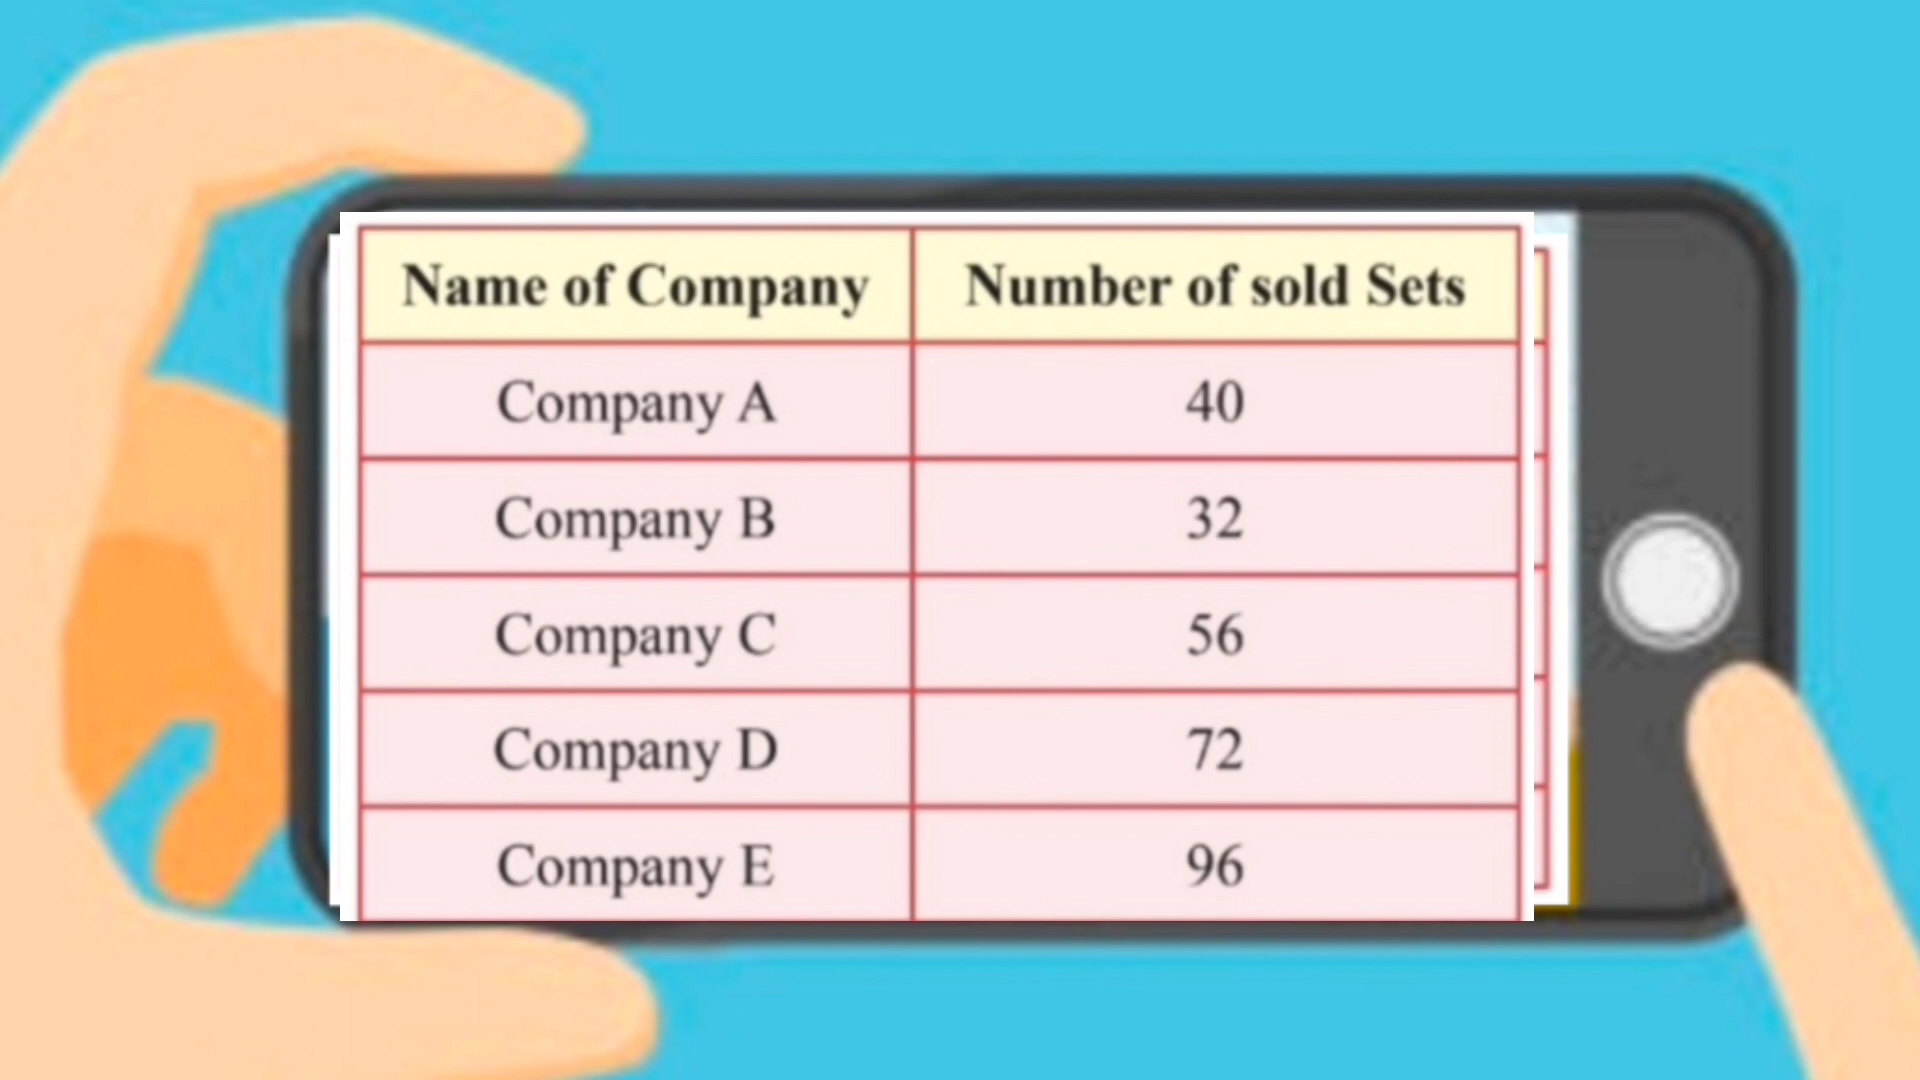 Name of Company Number of sold Sets
Company A 40
Company B 32
Company C 56
Company D 72
Company E 96